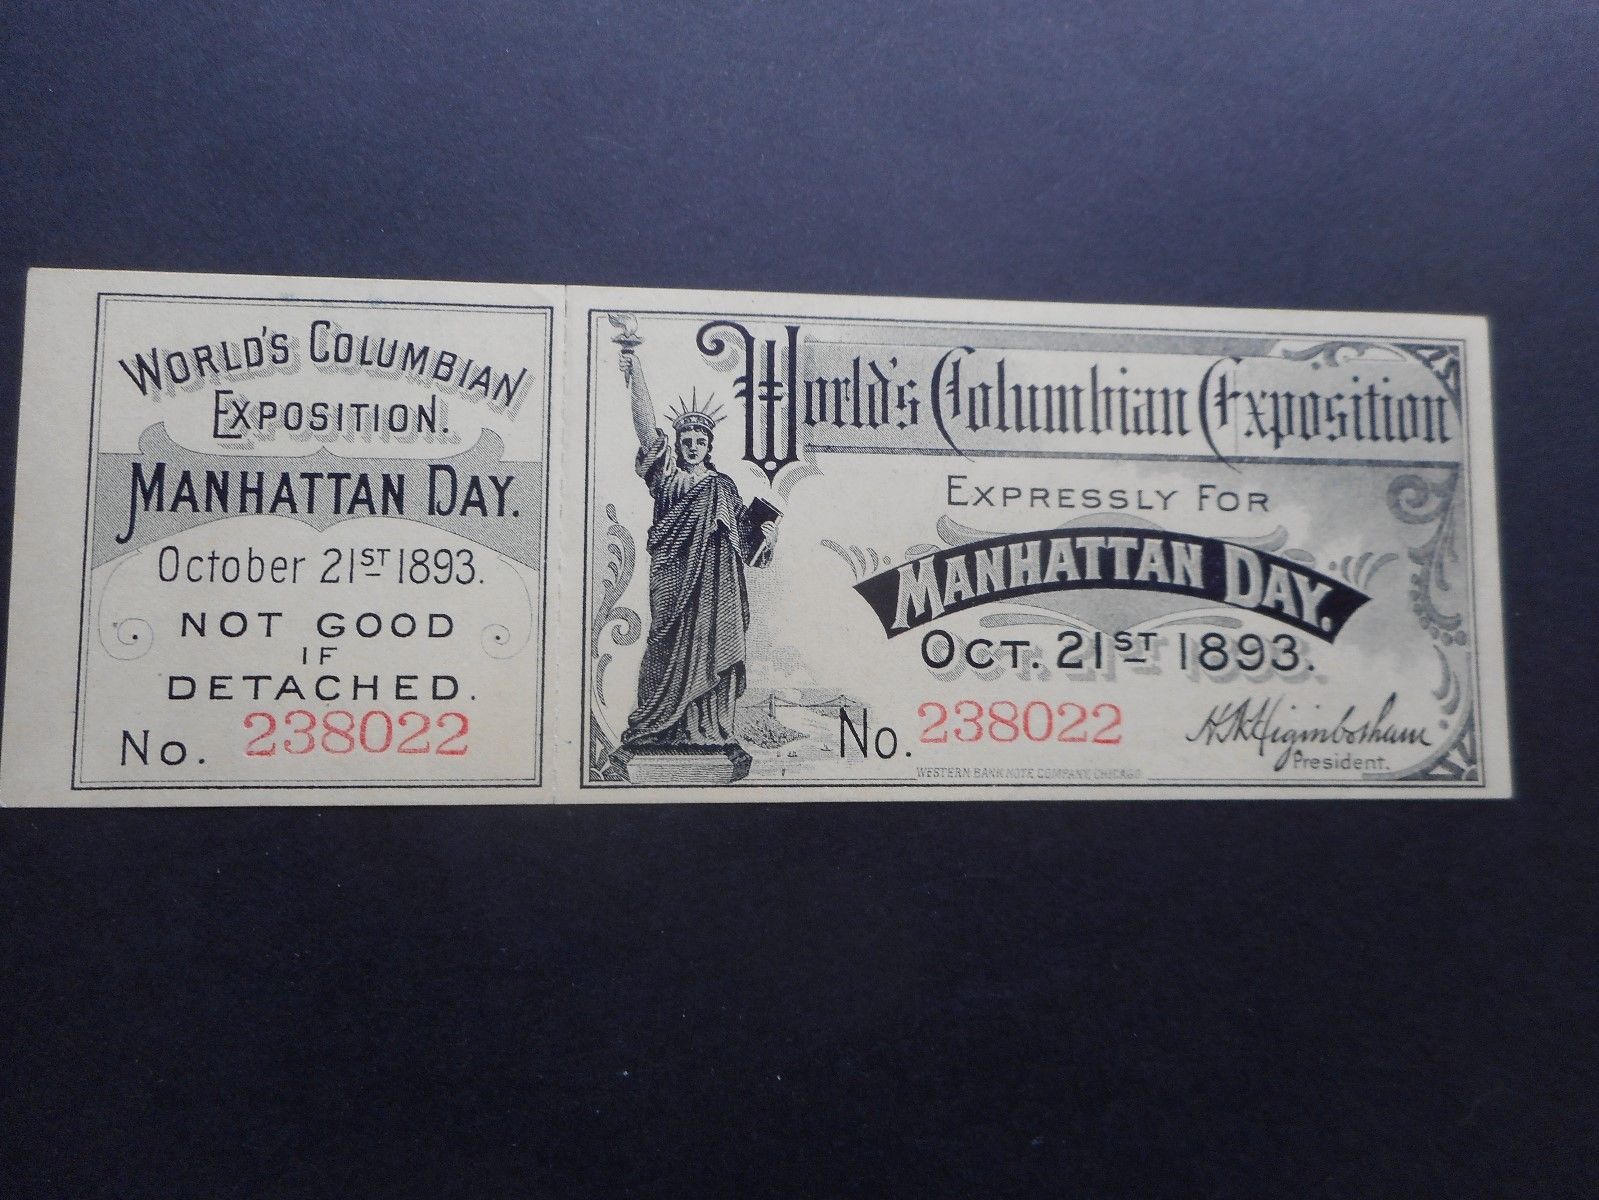 WORLD'S COLUMBIAN
EXPOSITION.
MANHATTAN DAY.
October 21ST 1893.
NOT GOOD
IF
DETACHED.
No. 238022
World's Columbian Exposition
EXPRESSLY FOR
MANHATTAN DAY.
OCT. 21ST 1893.
No. 238022
H.N. Higinbotham
President.
WESTERN BANK NOTE COMPANY, CHICAGO.